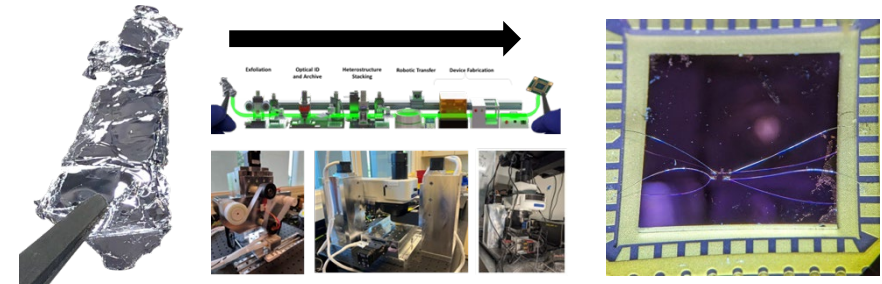 Exfoliation
Optical ID
and Archive
Heterostructure
Stacking
Robotic Transfer
Device Fabrication